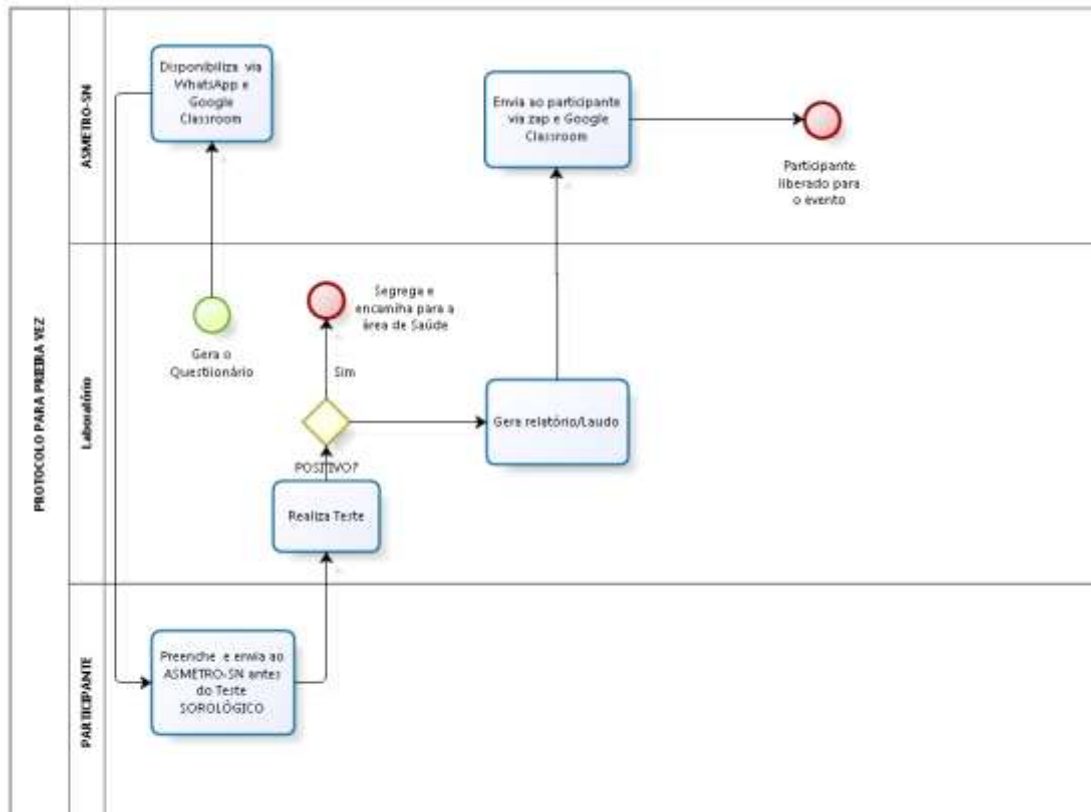 PROTOCOLO PARA PRIEIRA VEZ
ASMETRO-SN
Disponibiliza via
WhatsApp e
Google
Classroom
Envia ao participante
via zap e Google
Classroom
Participante
liberado para
o evento
Laboratório
Gera o
Questiionário
Segrega e
encamiha para a
área de Saúde
Sim
POSITIVO?
Gera relatório/Laudo
Realiza Teste
PARTICIPANTE
Preenche e envia ao
ASMETRO-SN antes
do Teste
SOROLÓGICO